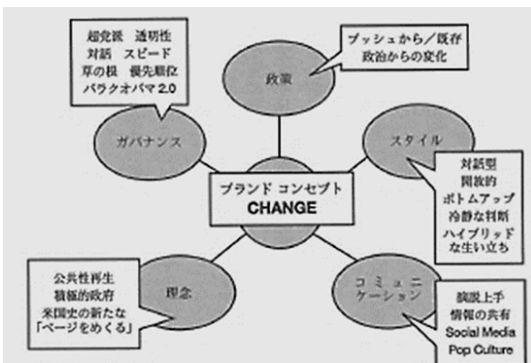 超党派 透明性
対話 スピード
草の根 優先順位
バラクオバマ 2.0
ガバナンス
政策
ブッシュから／既存
政治からの変化
スタイル
対話型
開放的
ボトムアップ
冷静な判断
ハイブリッド
な生い立ち
ブランド コンセプト
CHANGE
理念
公共性再生
積極的政府
米国史の新たな
「ページをめくる」
コミュニ
ケーション
演説上手
情報の共有
Social Media
Pop Culture